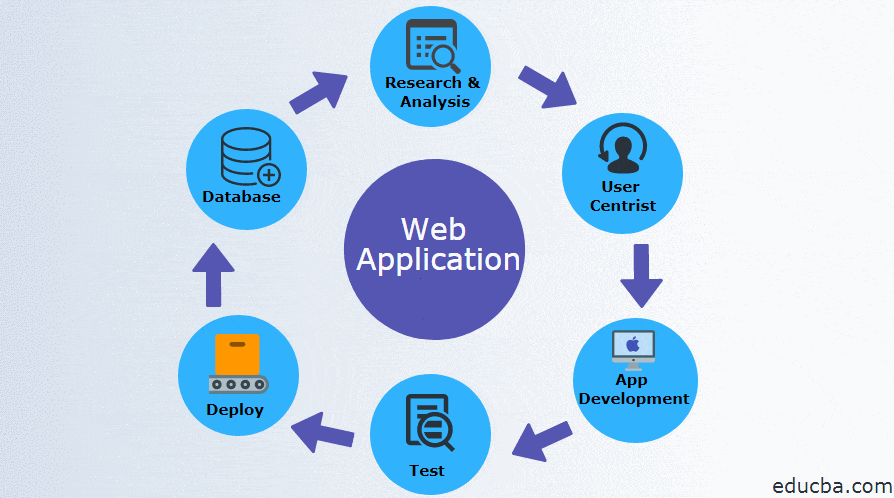 Research &
Analysis
User
Centrist
App
Development
Test
Deploy
Database
Web
Application
educba.com